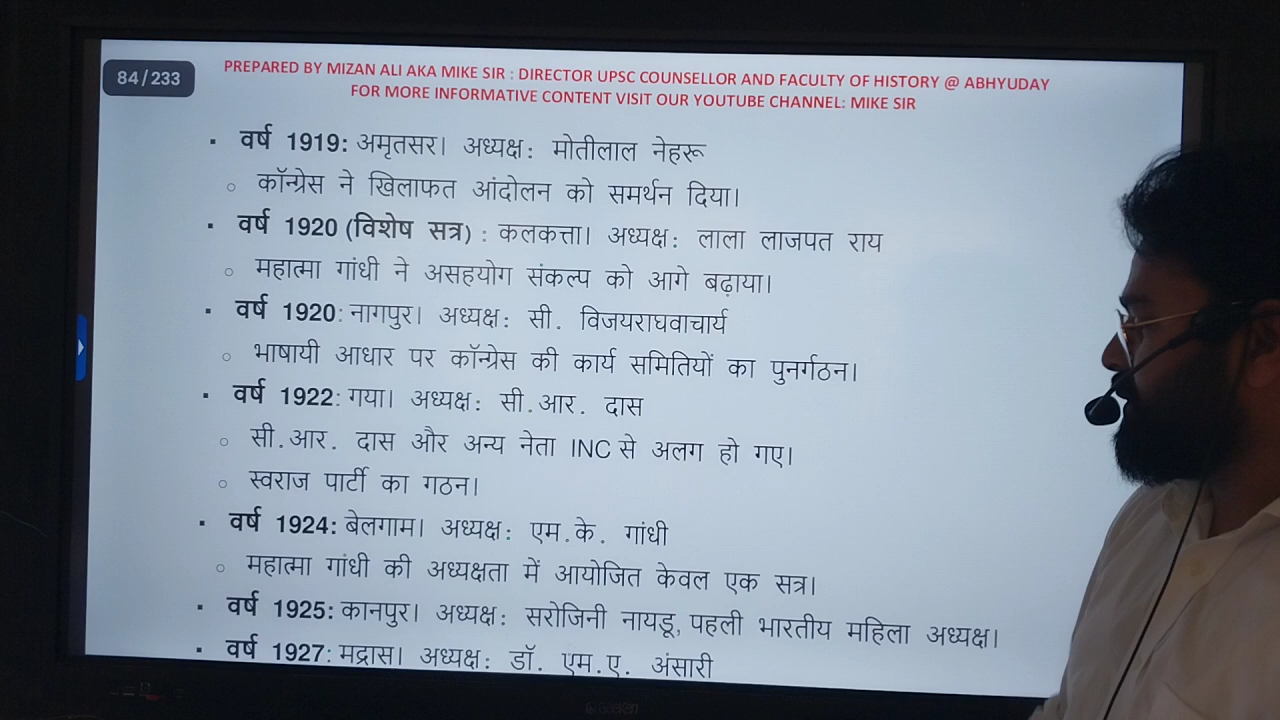 84/233
PREPARED BY MIZAN ALI AKA MIKE SIR : DIRECTOR UPSC COUNSELLOR AND FACULTY OF HISTORY @ ABHYUDAY
FOR MORE INFORMATIVE CONTENT VISIT OUR YOUTUBE CHANNEL: MIKE SIR
▪ वर्ष 1919: अमृतसर। अध्यक्ष: मोतीलाल नेहरू
○ कॉन्ग्रेस ने खिलाफत आंदोलन को समर्थन दिया।
▪ वर्ष 1920 (विशेष सत्र) : कलकत्ता। अध्यक्ष: लाला लाजपत राय
○ महात्मा गांधी ने असहयोग संकल्प को आगे बढ़ाया।
▪ वर्ष 1920: नागपुर। अध्यक्ष: सी. विजयराघवाचार्य
○ भाषायी आधार पर कॉन्ग्रेस की कार्य समितियों का पुनर्गठन।
▪ वर्ष 1922: गया। अध्यक्ष: सी.आर. दास
○ सी.आर. दास और अन्य नेता INC से अलग हो गए।
○ स्वराज पार्टी का गठन।
▪ वर्ष 1924: बेलगाम। अध्यक्ष: एम.के. गांधी
○ महात्मा गांधी की अध्यक्षता में आयोजित केवल एक सत्र।
▪ वर्ष 1925: कानपुर। अध्यक्ष: सरोजिनी नायडू, पहली भारतीय महिला अध्यक्ष।
▪ वर्ष 1927: मद्रास। अध्यक्ष: डॉ. एम.ए. अंसारी